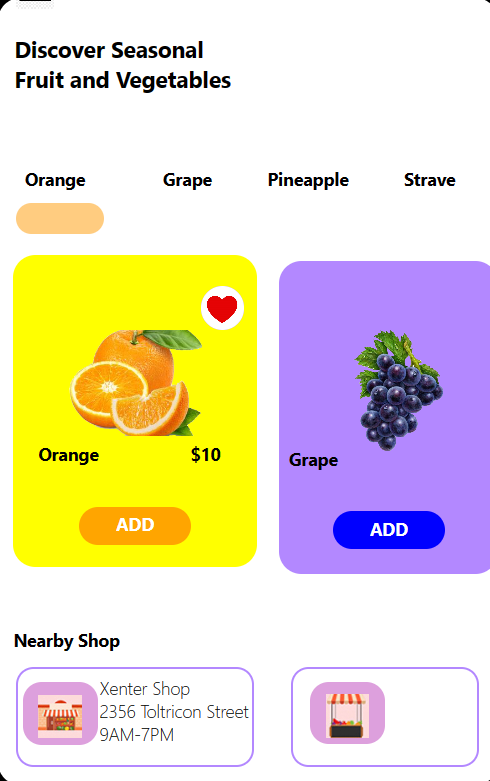 Discover Seasonal
Fruit and Vegetables
Orange Grape Pineapple Strave
Orange $10
Grape
ADD
ADD
Nearby Shop
Xenter Shop
2356 Toltricon Street
9AM-7PM